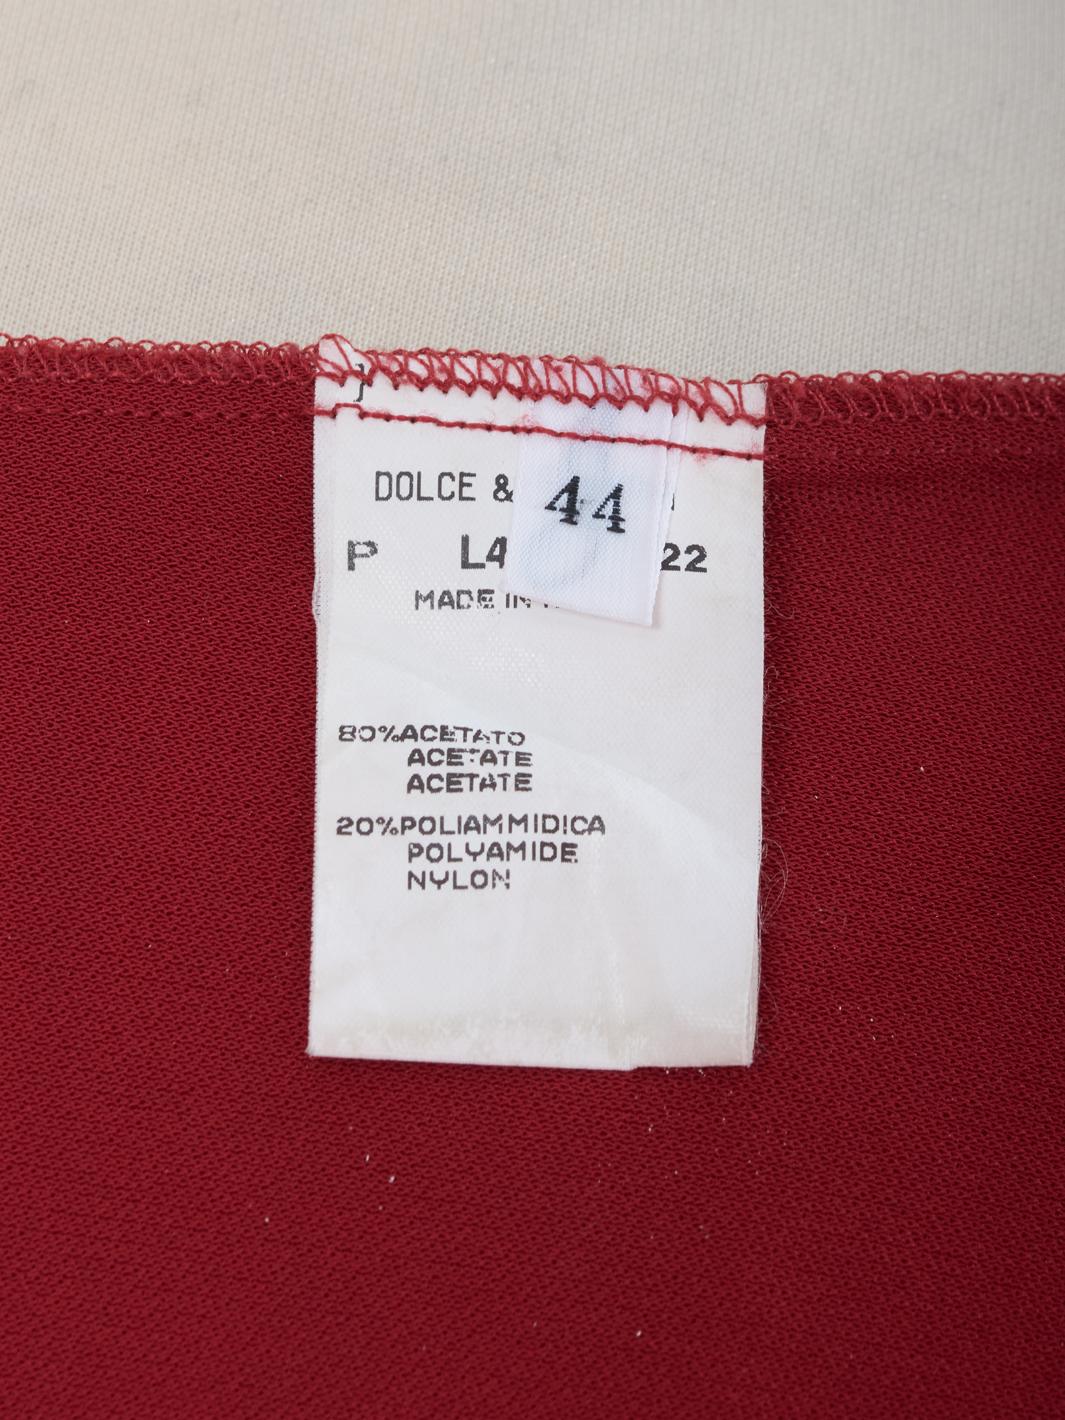 DOLCE &
44
P L4 22
MADE IN
80%ACETATO
ACETATE
ACETATE
20%POLIAMMIDICA
POLYAMIDE
NYLON